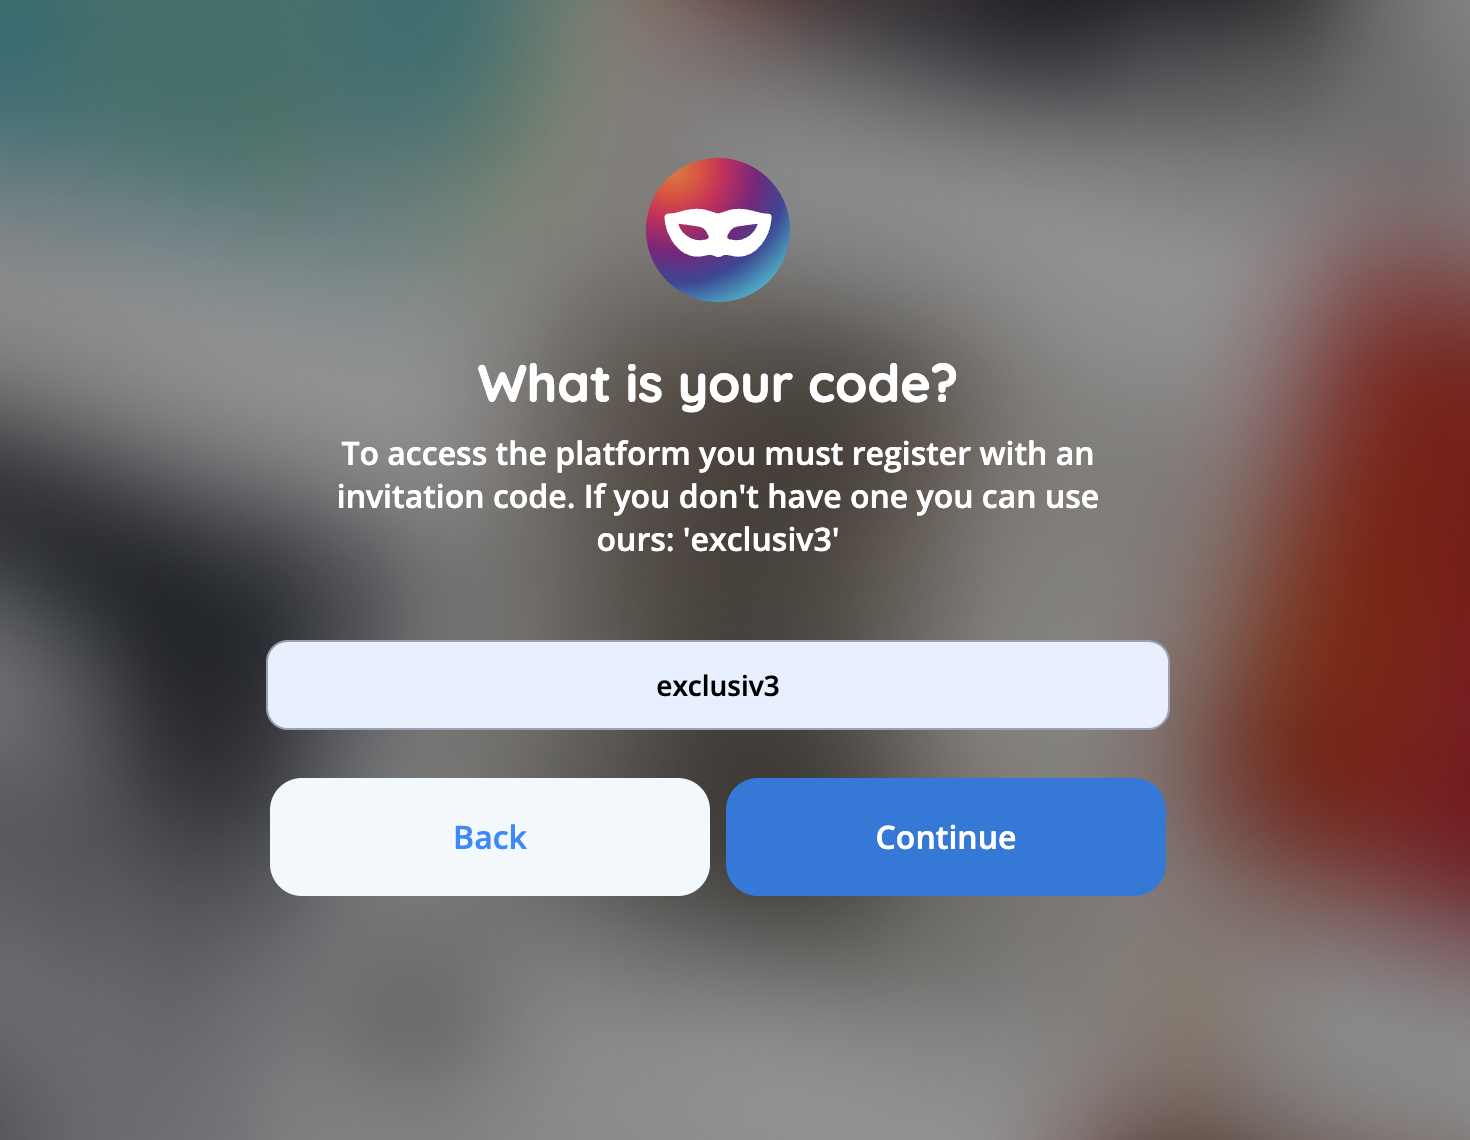 What is your code?
To access the platform you must register with an
invitation code. If you don't have one you can use
ours: 'exclusiv3'
exclusiv3
Back
Continue